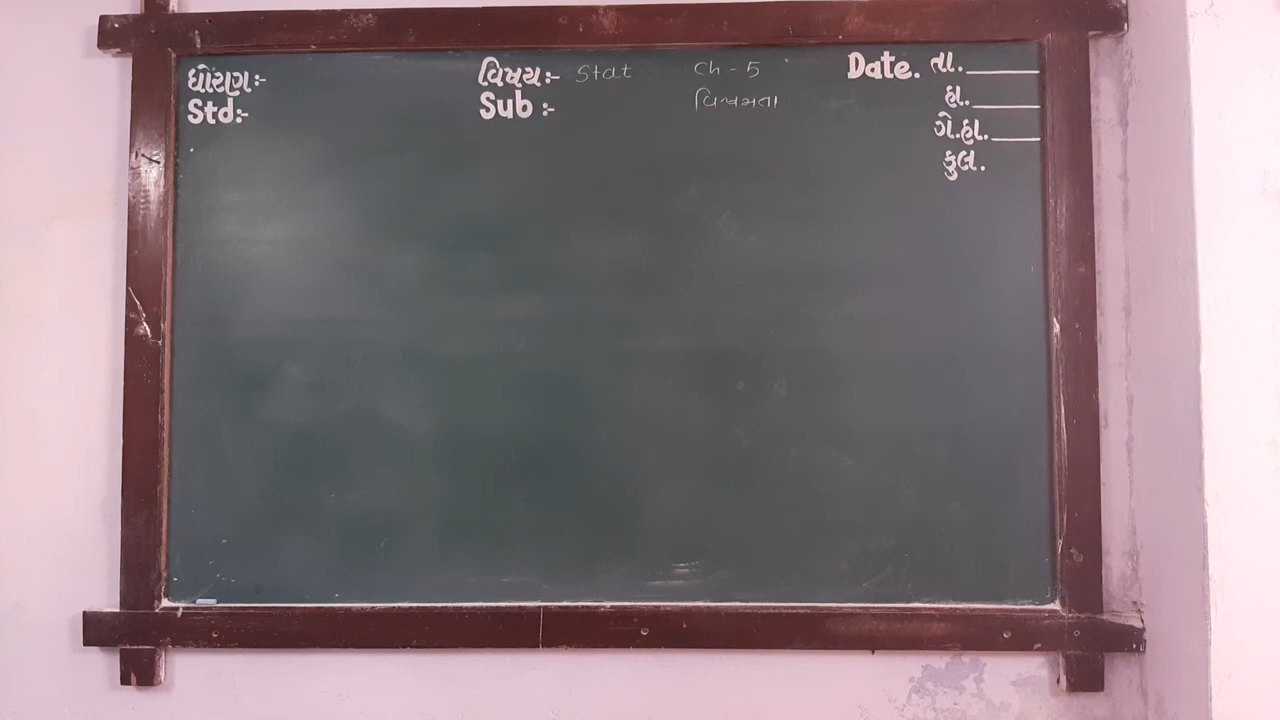 ધોરણ:- વિષય:- Stat Ch - 5 Date. તા.
Std:- Sub :- વિષમતા હા.
ગે.હા.
કુલ.